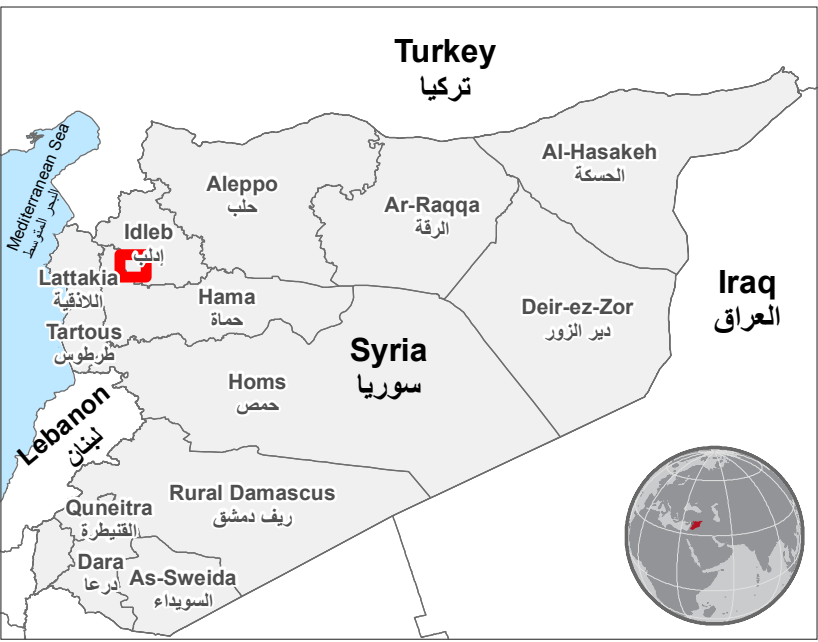 Turkey
تركيا
Mediterranean Sea
البحر المتوسط
Al-Hasakeh
الحسكة
Aleppo
حلب
Ar-Raqqa
الرقة
Idleb
إدلب
Lattakia
اللاذقية
Hama
حماة
Deir-ez-Zor
دير الزور
Iraq
العراق
Tartous
طرطوس
Syria
سوريا
Homs
حمص
Lebanon
لبنان
Rural Damascus
ريف دمشق
Quneitra
القنيطرة
Dara
درعا
As-Sweida
السويداء